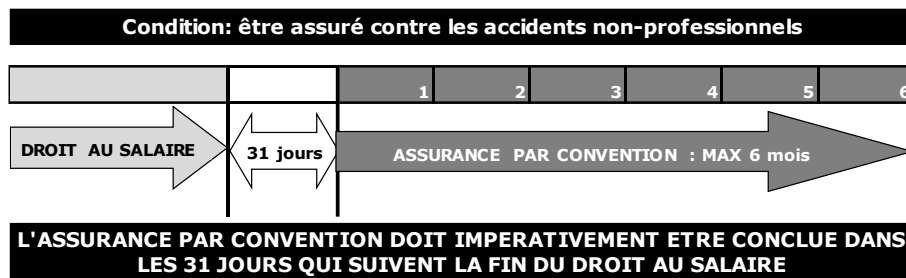 Condition: être assuré contre les accidents non-professionnels
1 2 3 4 5 6
DROIT AU SALAIRE 31 jours ASSURANCE PAR CONVENTION : MAX 6 mois
L'ASSURANCE PAR CONVENTION DOIT IMPERATIVEMENT ETRE CONCLUE DANS
LES 31 JOURS QUI SUIVENT LA FIN DU DROIT AU SALAIRE